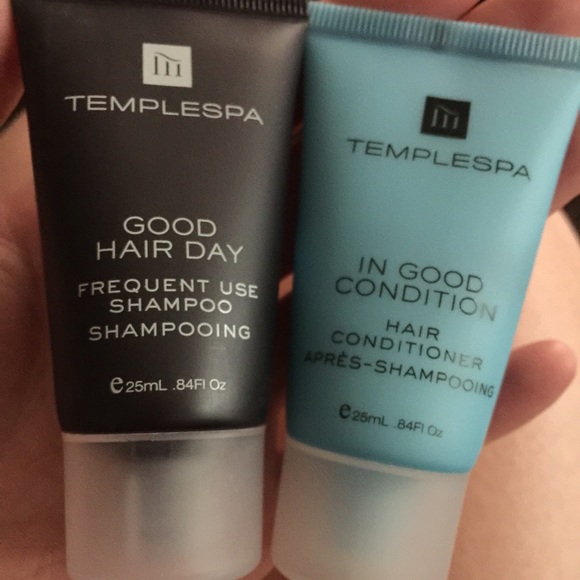 TEMPLESPA
GOOD
HAIR DAY
FREQUENT USE
SHAMPOO
SHAMPOOING
e 25mL .84Fl Oz
TEMPLESPA
IN GOOD
CONDITION
HAIR
CONDITIONER
APRÈS-SHAMPOOING
e 25mL .84Fl Oz